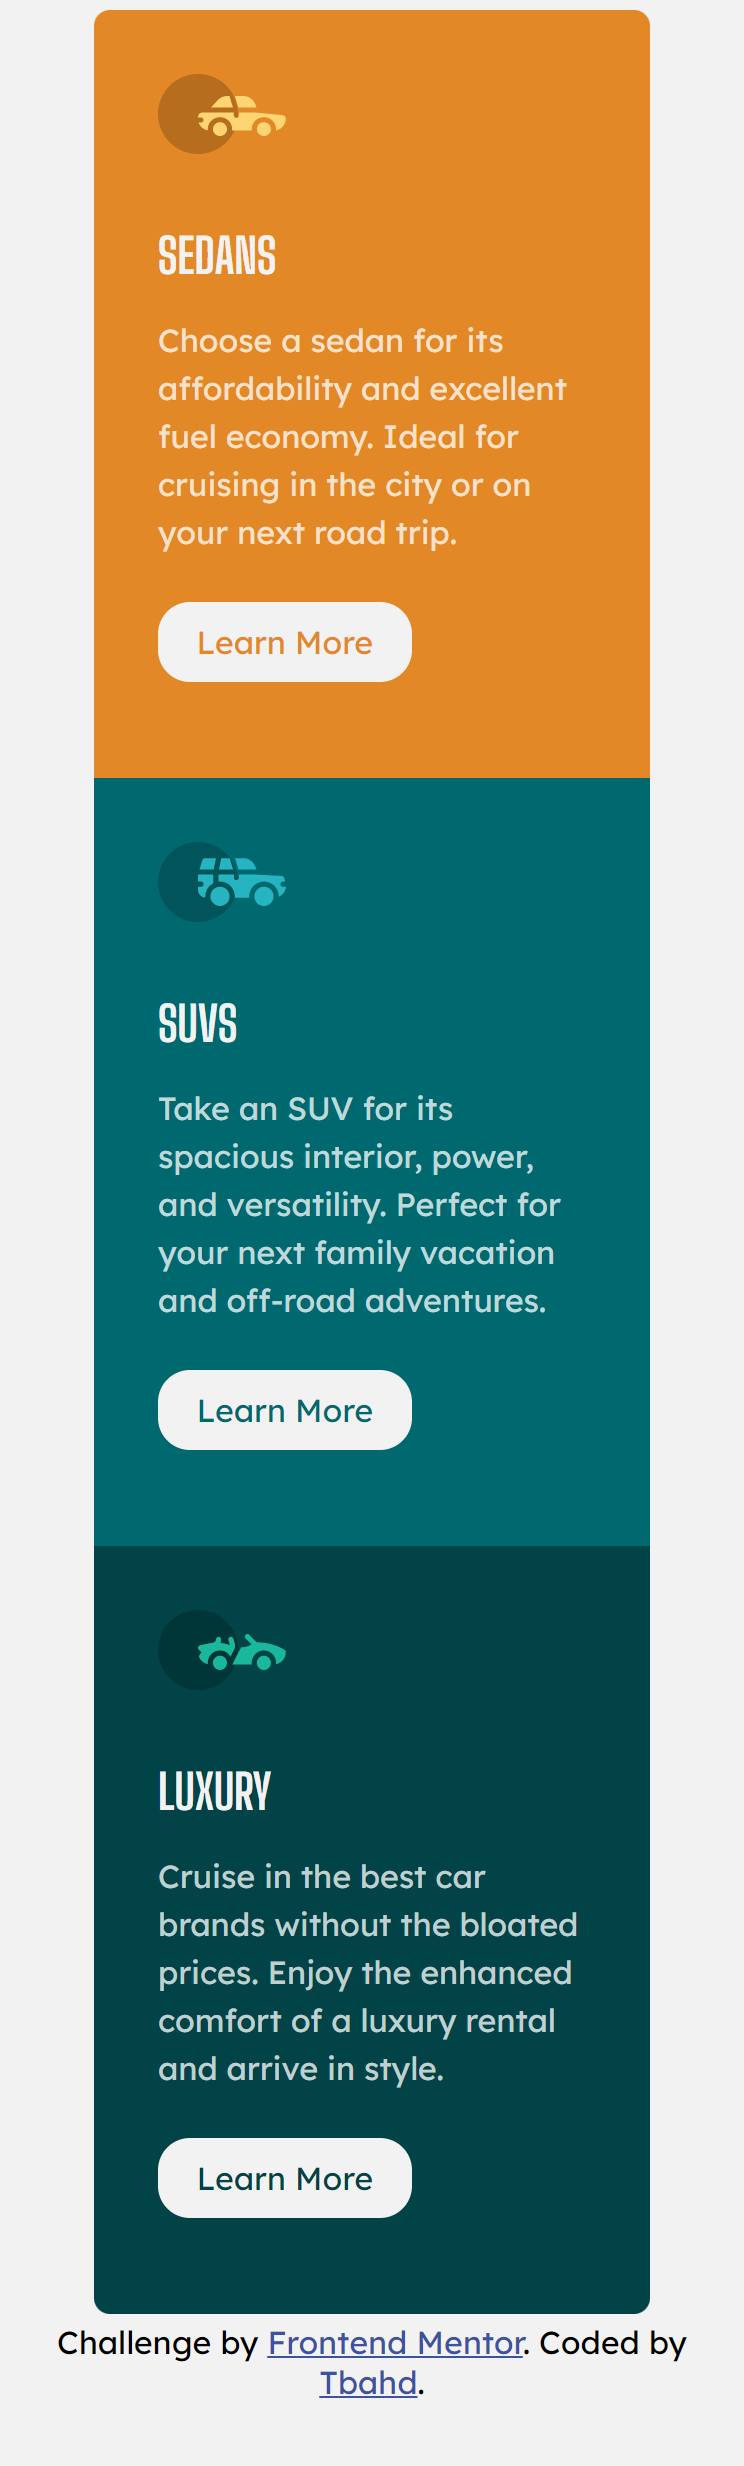 SEDANS
Choose a sedan for its
affordability and excellent
fuel economy. Ideal for
cruising in the city or on
your next road trip.
Learn More
SUVS
Take an SUV for its
spacious interior, power,
and versatility. Perfect for
your next family vacation
and off-road adventures.
Learn More
LUXURY
Cruise in the best car
brands without the bloated
prices. Enjoy the enhanced
comfort of a luxury rental
and arrive in style.
Learn More
Challenge by Frontend Mentor. Coded by
Tbahd.